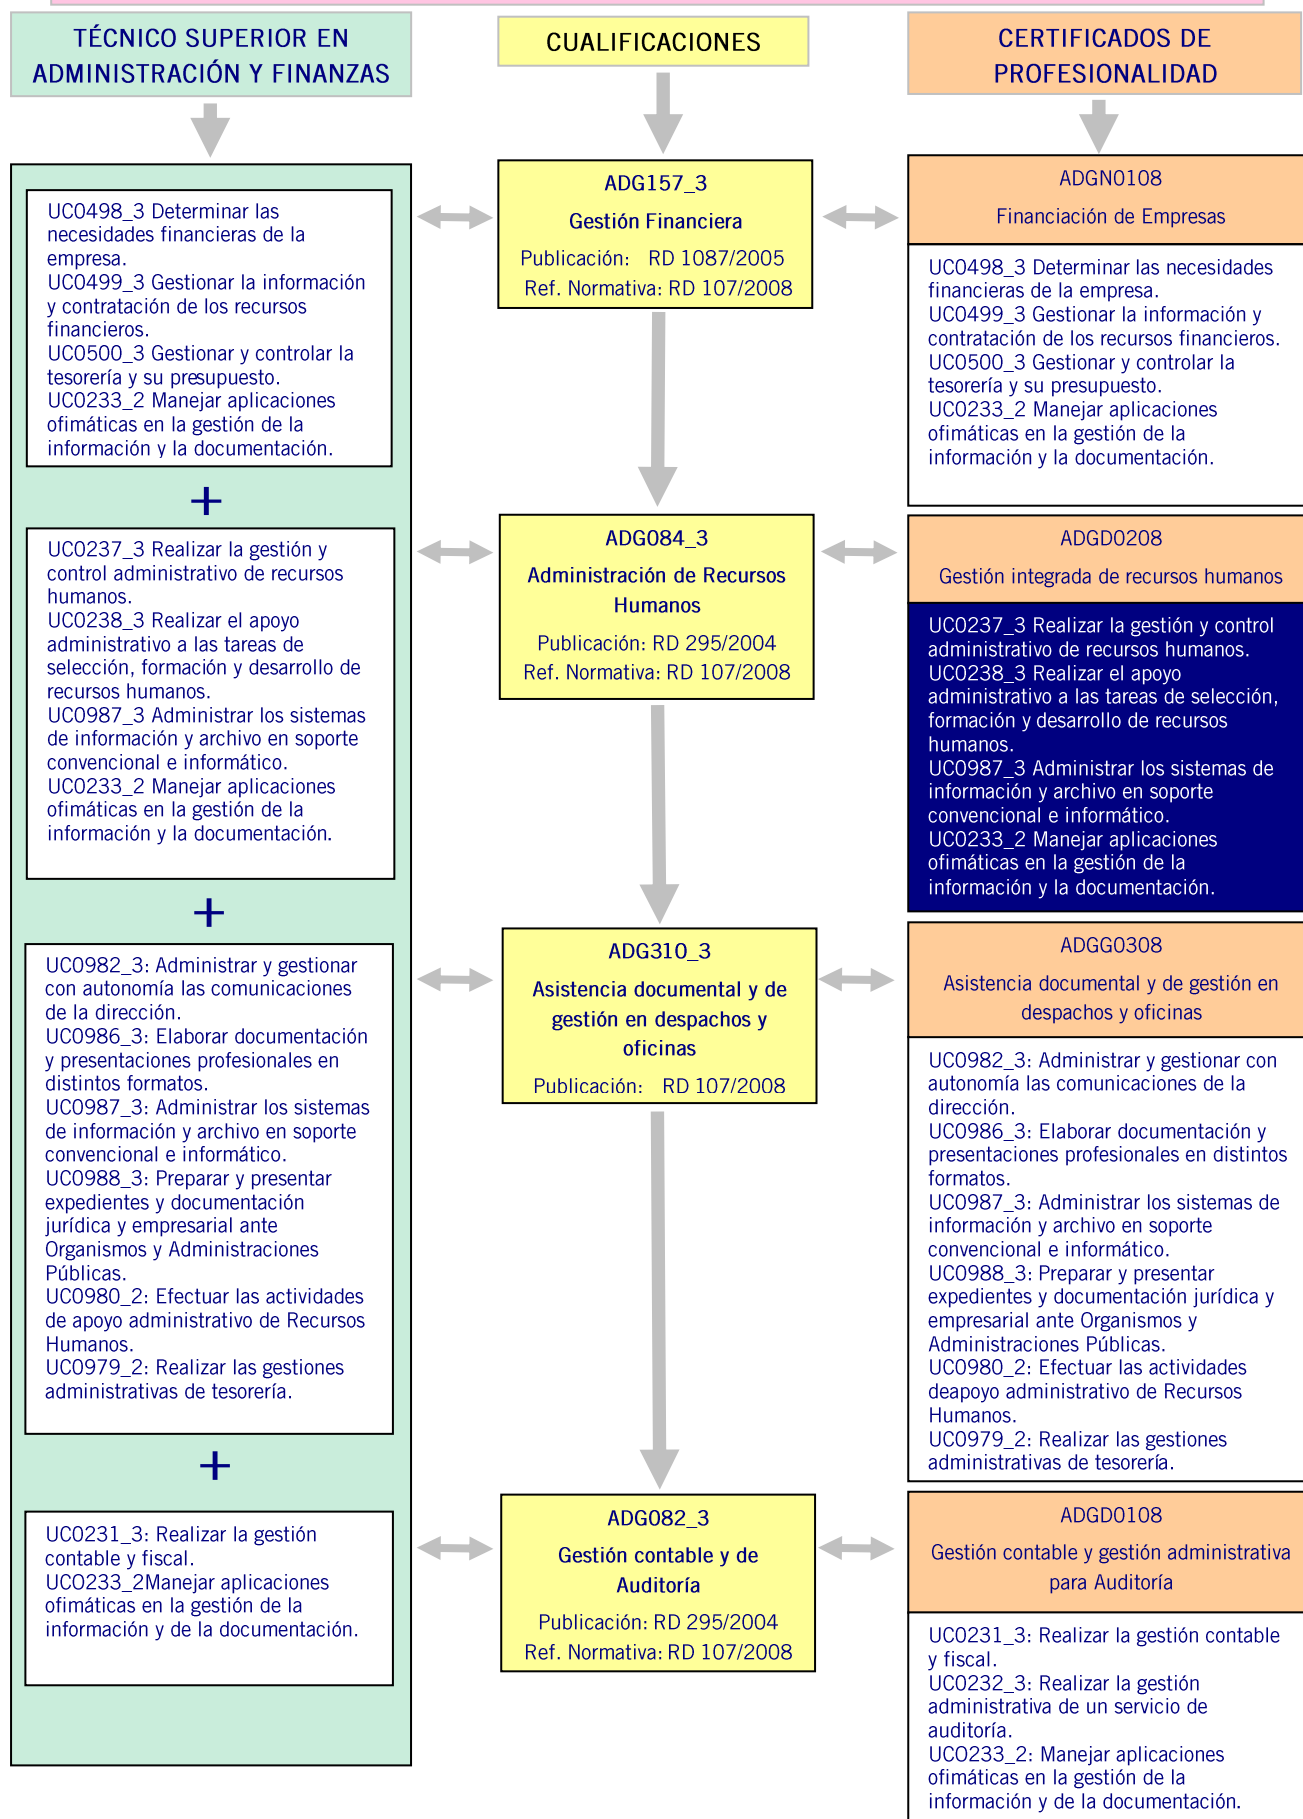 TÉCNICO SUPERIOR EN
ADMINISTRACIÓN Y FINANZAS
CUALIFICACIONES
CERTIFICADOS DE
PROFESIONALIDAD
UC0498_3 Determinar las
necesidades financieras de la
empresa.
UC0499_3 Gestionar la información
y contratación de los recursos
financieros.
UC0500_3 Gestionar y controlar la
tesorería y su presupuesto.
UC0233_2 Manejar aplicaciones
ofimáticas en la gestión de la
información y la documentación.
ADG157_3
Gestión Financiera
Publicación: RD 1087/2005
Ref. Normativa: RD 107/2008
ADGN0108
Financiación de Empresas
UC0498_3 Determinar las necesidades
financieras de la empresa.
UC0499_3 Gestionar la información y
contratación de los recursos financieros.
UC0500_3 Gestionar y controlar la
tesorería y su presupuesto.
UC0233_2 Manejar aplicaciones
ofimáticas en la gestión de la
información y la documentación.
+
UC0237_3 Realizar la gestión y
control administrativo de recursos
humanos.
UC0238_3 Realizar el apoyo
administrativo a las tareas de
selección, formación y desarrollo de
recursos humanos.
UC0987_3 Administrar los sistemas
de información y archivo en soporte
convencional e informático.
UC0233_2 Manejar aplicaciones
ofimáticas en la gestión de la
información y la documentación.
ADG084_3
Administración de Recursos
Humanos
Publicación: RD 295/2004
Ref. Normativa: RD 107/2008
ADGD0208
Gestión integrada de recursos humanos
UC0237_3 Realizar la gestión y control
administrativo de recursos humanos.
UC0238_3 Realizar el apoyo
administrativo a las tareas de selección,
formación y desarrollo de recursos
humanos.
UC0987_3 Administrar los sistemas de
información y archivo en soporte
convencional e informático.
UC0233_2 Manejar aplicaciones
ofimáticas en la gestión de la
información y la documentación.
+
UC0982_3: Administrar y gestionar
con autonomía las comunicaciones
de la dirección.
UC0986_3: Elaborar documentación
y presentaciones profesionales en
distintos formatos.
UC0987_3: Administrar los sistemas
de información y archivo en soporte
convencional e informático.
UC0988_3: Preparar y presentar
expedientes y documentación
jurídica y empresarial ante
Organismos y Administraciones
Públicas.
UC0980_2: Efectuar las actividades
de apoyo administrativo de Recursos
Humanos.
UC0979_2: Realizar las gestiones
administrativas de tesorería.
ADG310_3
Asistencia documental y de
gestión en despachos y
oficinas
Publicación: RD 107/2008
ADGG0308
Asistencia documental y de gestión en
despachos y oficinas
UC0982_3: Administrar y gestionar con
autonomía las comunicaciones de la
dirección.
UC0986_3: Elaborar documentación y
presentaciones profesionales en distintos
formatos.
UC0987_3: Administrar los sistemas de
información y archivo en soporte
convencional e informático.
UC0988_3: Preparar y presentar
expedientes y documentación jurídica y
empresarial ante Organismos y
Administraciones Públicas.
UC0980_2: Efectuar las actividades
deapoyo administrativo de Recursos
Humanos.
UC0979_2: Realizar las gestiones
administrativas de tesorería.
+
UC0231_3: Realizar la gestión
contable y fiscal.
UC0233_2Manejar aplicaciones
ofimáticas en la gestión de la
información y de la documentación.
ADG082_3
Gestión contable y de
Auditoría
Publicación: RD 295/2004
Ref. Normativa: RD 107/2008
ADGD0108
Gestión contable y gestión administrativa
para Auditoría
UC0231_3: Realizar la gestión contable
y fiscal.
UC0232_3: Realizar la gestión
administrativa de un servicio de
auditoría.
UC0233_2: Manejar aplicaciones
ofimáticas en la gestión de la
información y de la documentación.